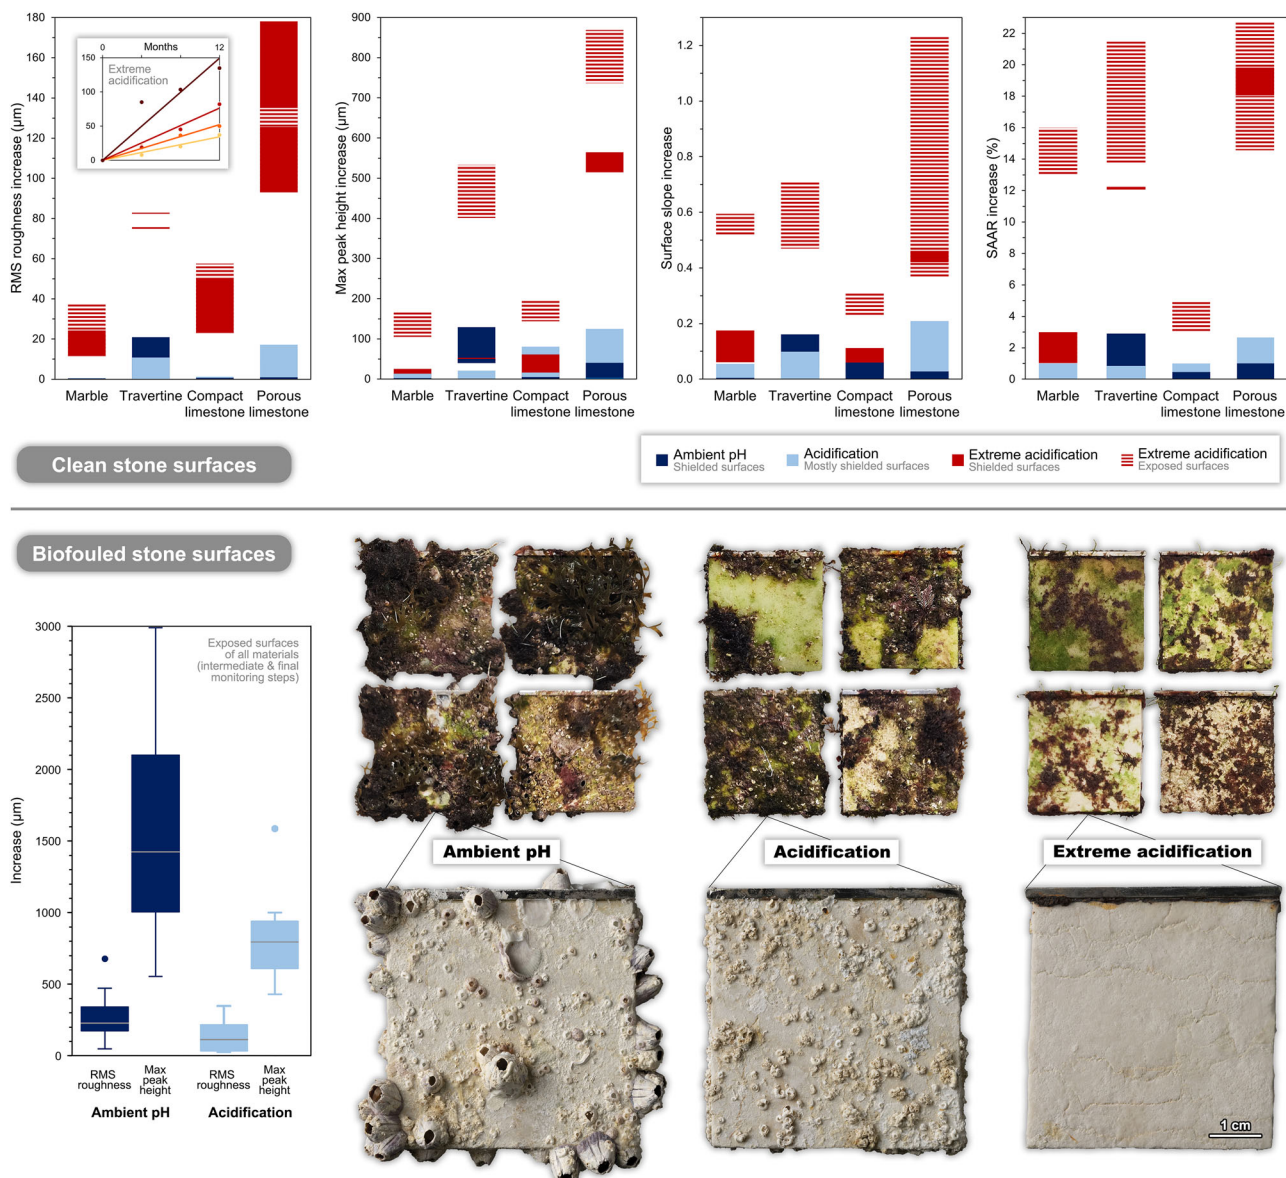 RMS roughness increase (µm)
180
160
140
120
100
80
60
40
20
0
Months
0
12
150
100
50
0
Extreme
acidification
Marble
Travertine
Compact
limestone
Porous
limestone
Max peak height increase (µm)
900
800
700
600
500
400
300
200
100
0
Marble
Travertine
Compact
limestone
Porous
limestone
Surface slope increase
1.2
1.0
0.8
0.6
0.4
0.2
0.0
Marble
Travertine
Compact
limestone
Porous
limestone
SAAR increase (%)
22
20
18
16
14
12
10
8
6
4
2
0
Marble
Travertine
Compact
limestone
Porous
limestone
Clean stone surfaces
Ambient pH
Shielded surfaces
Acidification
Mostly shielded surfaces
Extreme acidification
Shielded surfaces
Extreme acidification
Exposed surfaces
Biofouled stone surfaces
Increase (µm)
3000
2500
2000
1500
1000
500
0
Exposed surfaces
of all materials
(intermediate & final
monitoring steps)
RMS
roughness
Max
peak
height
RMS
roughness
Max
peak
height
Ambient pH
Acidification
Ambient pH
Acidification
Extreme acidification
1 cm